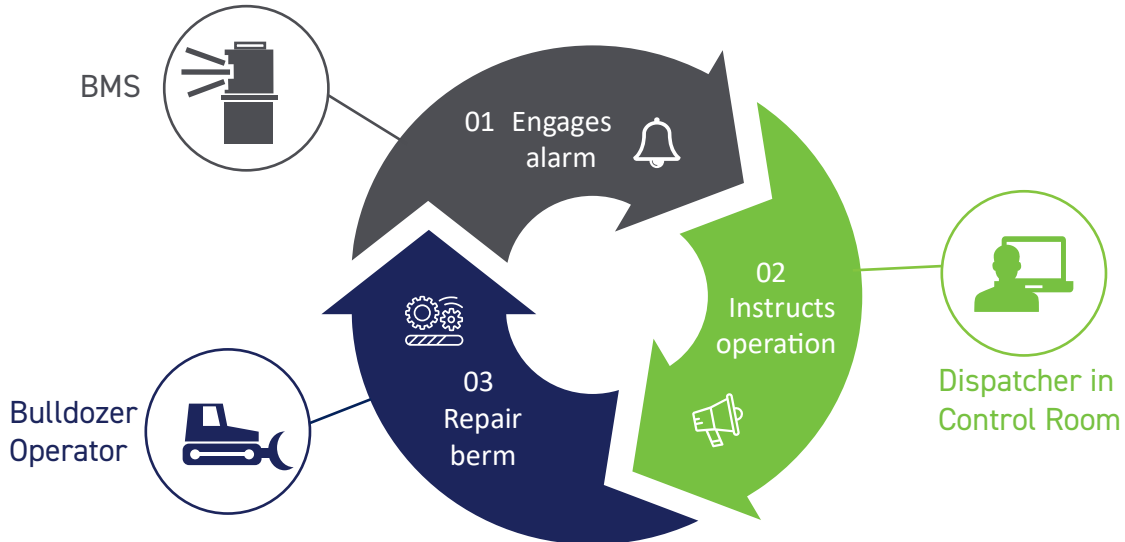 BMS
01 Engages
alarm
02
Instructs
operation
Dispatcher in
Control Room
03
Repair
berm
Bulldozer
Operator